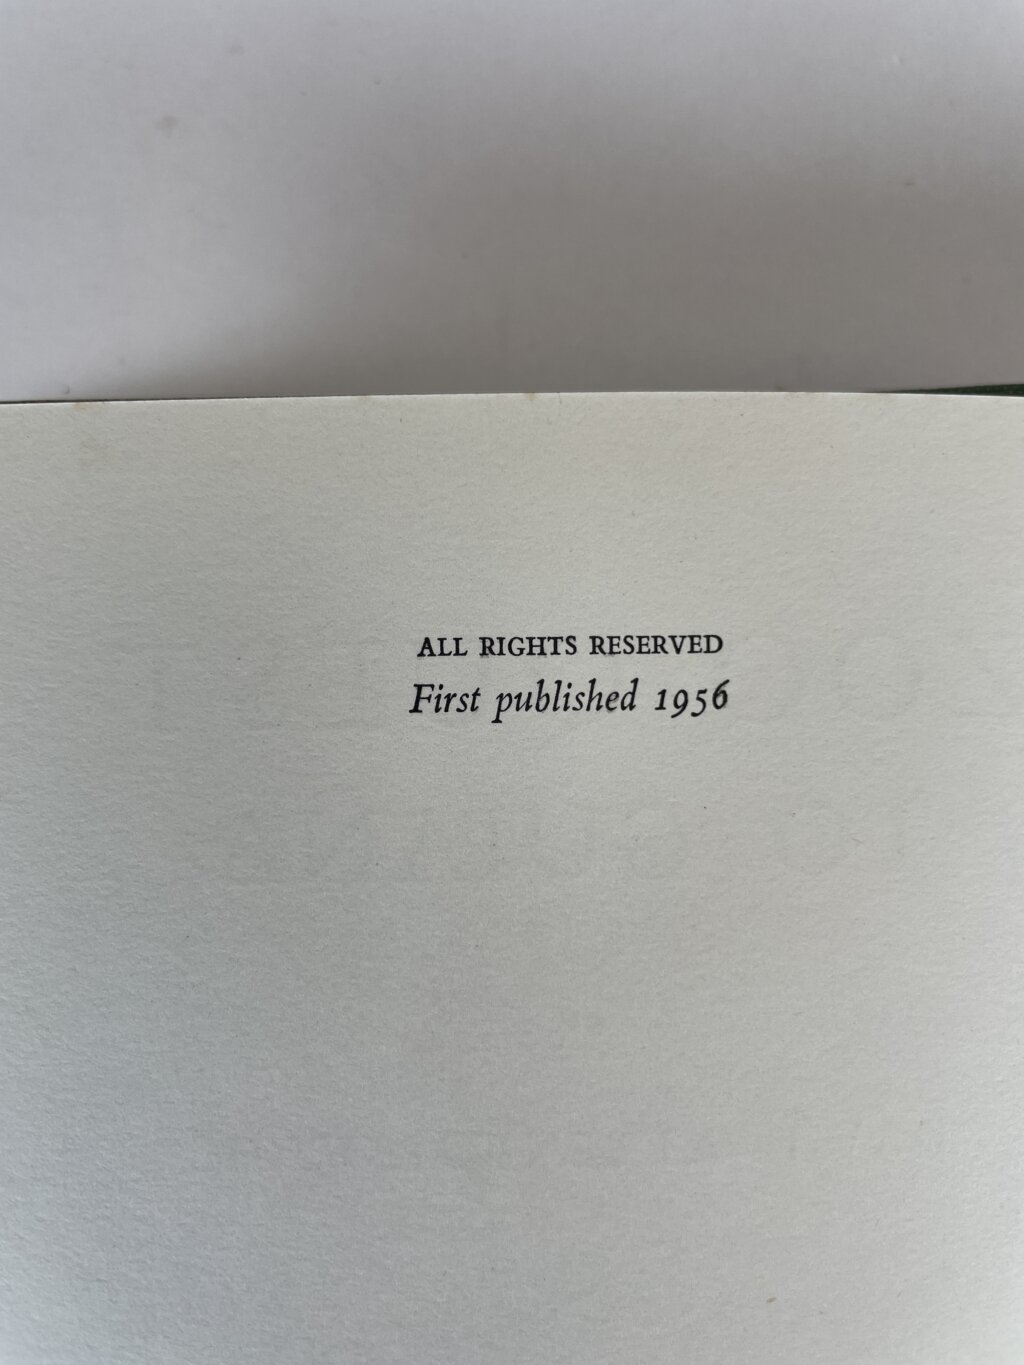 ALL RIGHTS RESERVED
First published 1956